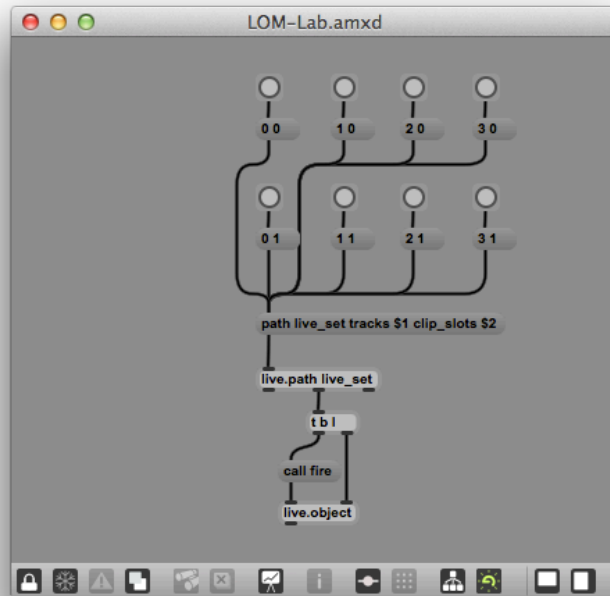 LOM-Lab.amxd
0 0 1 0 2 0 3 0
0 1 1 1 2 1 3 1
path live_set tracks $1 clip_slots $2
live.path live_set
t b l
call fire
live.object